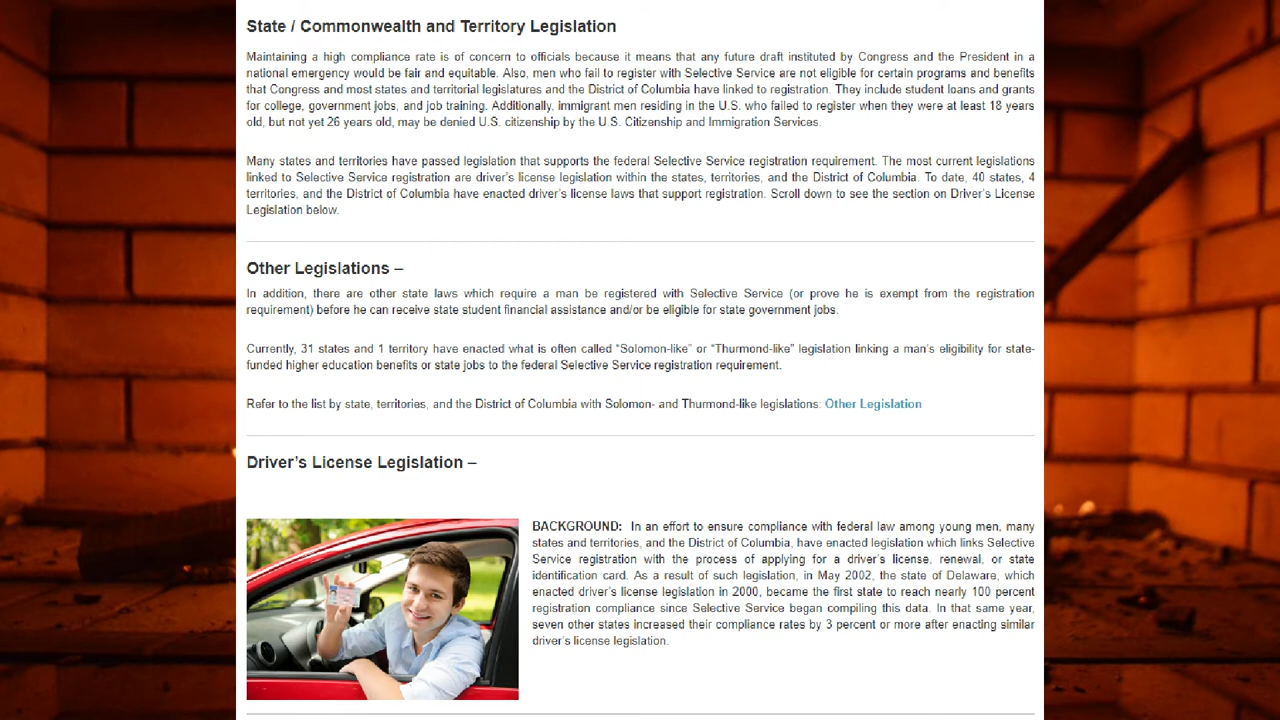 State / Commonwealth and Territory Legislation
Maintaining a high compliance rate is of concern to officials because it means that any future draft instituted by Congress and the President in a
national emergency would be fair and equitable. Also, men who fail to register with Selective Service are not eligible for certain programs and benefits
that Congress and most states and territorial legislatures and the District of Columbia have linked to registration. They include student loans and grants
for college, government jobs, and job training. Additionally, immigrant men residing in the U.S. who failed to register when they were at least 18 years
old, but not yet 26 years old, may be denied U.S. citizenship by the U.S. Citizenship and Immigration Services.
Many states and territories have passed legislation that supports the federal Selective Service registration requirement. The most current legislations
linked to Selective Service registration are driver’s license legislation within the states, territories, and the District of Columbia. To date, 40 states, 4
territories, and the District of Columbia have enacted driver’s license laws that support registration. Scroll down to see the section on Driver’s License
Legislation below.
Other Legislations –
In addition, there are other state laws which require a man be registered with Selective Service (or prove he is exempt from the registration
requirement) before he can receive state student financial assistance and/or be eligible for state government jobs.
Currently, 31 states and 1 territory have enacted what is often called “Solomon-like” or “Thurmond-like” legislation linking a man’s eligibility for state-
funded higher education benefits or state jobs to the federal Selective Service registration requirement.
Refer to the list by state, territories, and the District of Columbia with Solomon- and Thurmond-like legislations: Other Legislation
Driver’s License Legislation –
BACKGROUND: In an effort to ensure compliance with federal law among young men, many
states and territories, and the District of Columbia, have enacted legislation which links Selective
Service registration with the process of applying for a driver’s license, renewal, or state
identification card. As a result of such legislation, in May 2002, the state of Delaware, which
enacted driver’s license legislation in 2000, became the first state to reach nearly 100 percent
registration compliance since Selective Service began compiling this data. In that same year,
seven other states increased their compliance rates by 3 percent or more after enacting similar
driver’s license legislation.